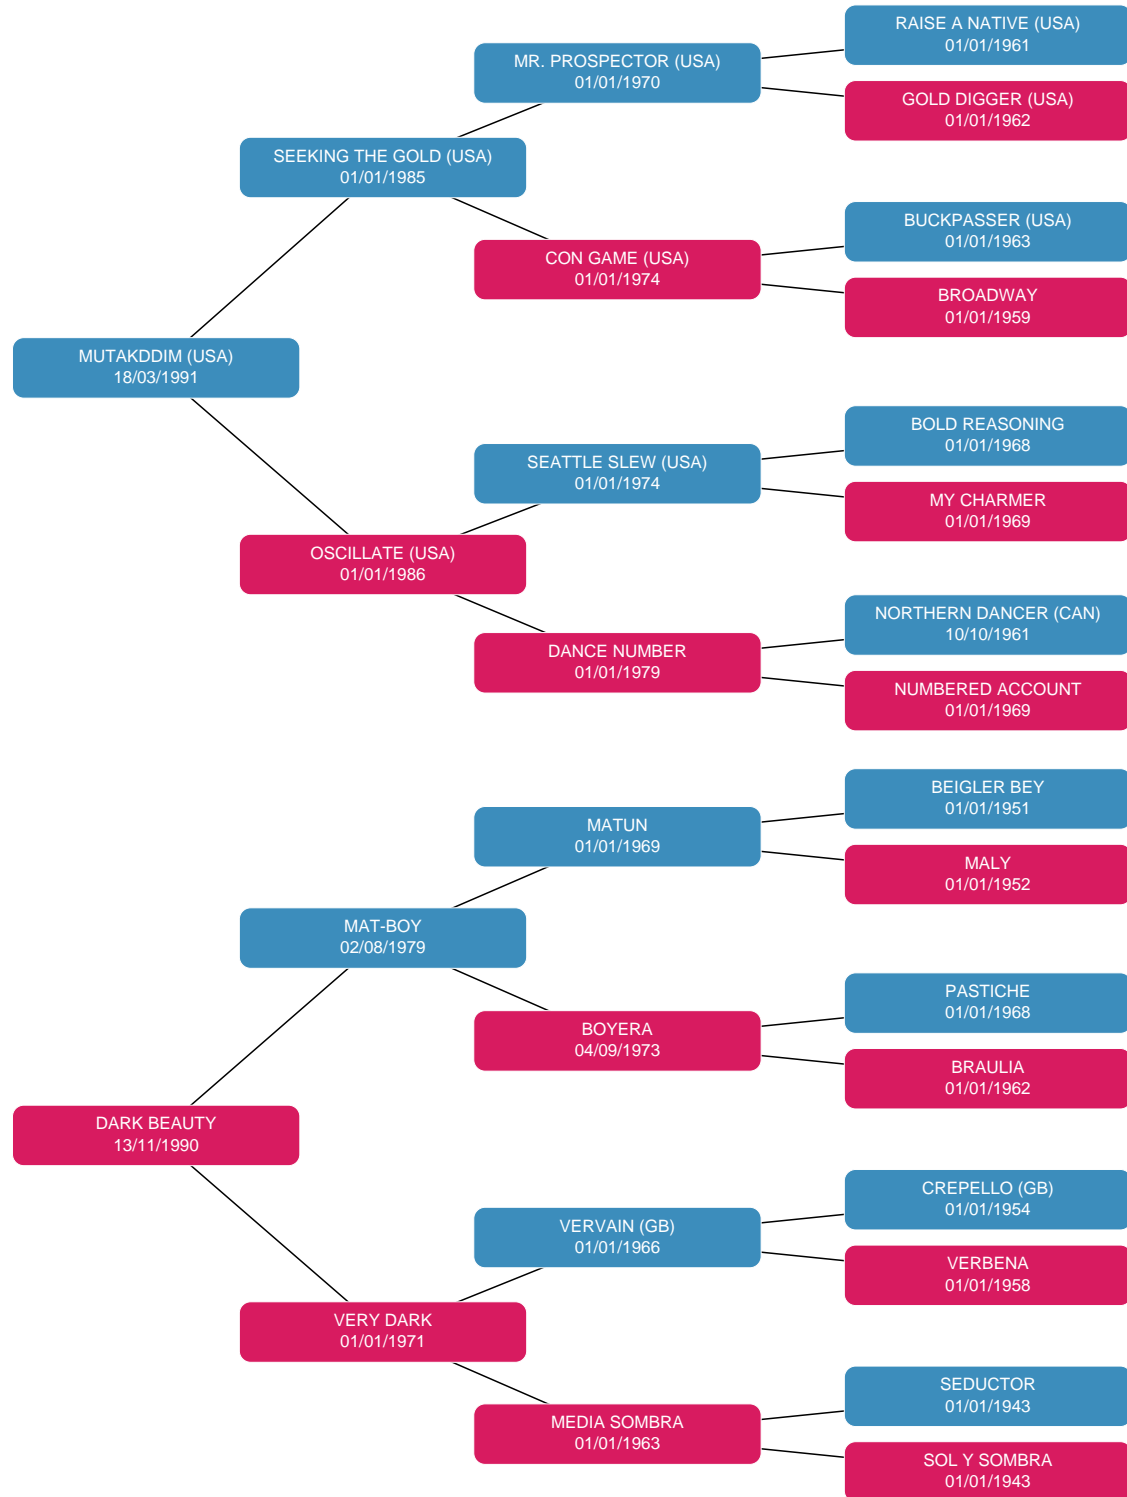 RAISE A NATIVE (USA)
01/01/1961
MR. PROSPECTOR (USA)
01/01/1970
GOLD DIGGER (USA)
01/01/1962
SEEKING THE GOLD (USA)
01/01/1985
BUCKPASSER (USA)
01/01/1963
CON GAME (USA)
01/01/1974
BROADWAY
01/01/1959
MUTAKDDIM (USA)
18/03/1991
BOLD REASONING
01/01/1968
SEATTLE SLEW (USA)
01/01/1974
MY CHARMER
01/01/1969
OSCILLATE (USA)
01/01/1986
NORTHERN DANCER (CAN)
10/10/1961
DANCE NUMBER
01/01/1979
NUMBERED ACCOUNT
01/01/1969
BEIGLER BEY
01/01/1951
MATUN
01/01/1969
MALY
01/01/1952
MAT-BOY
02/08/1979
PASTICHE
01/01/1968
BOYERA
04/09/1973
BRAULIA
01/01/1962
DARK BEAUTY
13/11/1990
CREPELLO (GB)
01/01/1954
VERVAIN (GB)
01/01/1966
VERBENA
01/01/1958
VERY DARK
01/01/1971
SEDUCTOR
01/01/1943
MEDIA SOMBRA
01/01/1963
SOL Y SOMBRA
01/01/1943